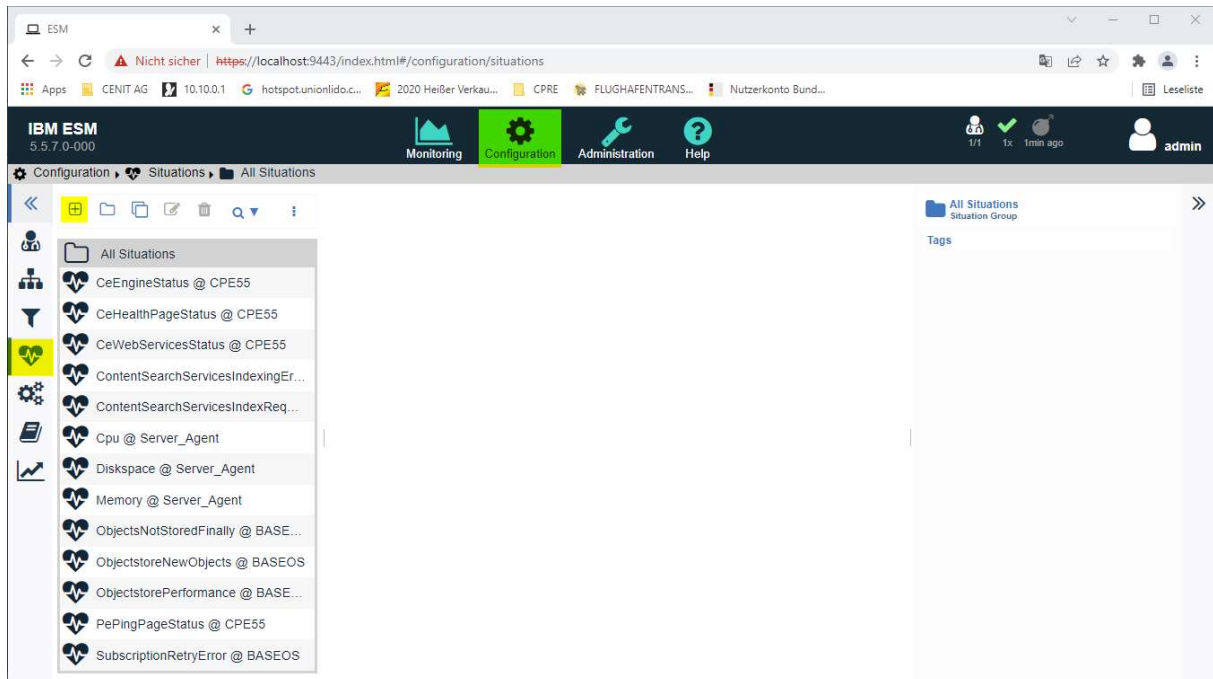 ESM
Nicht sicher | https://localhost:9443/index.html#/configuration/situations
Apps CENIT AG 10.10.0.1 hotspot.unionlido.c... 2020 Heißer Verkau... CPRE FLUGHAFENTRANS... Nutzerkonto Bund... Leseliste
IBM ESM
5.5.7.0-000
Monitoring Configuration Administration Help
1/1 1x 1min ago
admin
Configuration Situations All Situations
All Situations
CeEngineStatus @ CPE55
CeHealthPageStatus @ CPE55
CeWebServicesStatus @ CPE55
ContentSearchServicesIndexingEr...
ContentSearchServicesIndexReq...
Cpu @ Server_Agent
Diskspace @ Server_Agent
Memory @ Server_Agent
ObjectsNotStoredFinally @ BASE...
ObjectstoreNewObjects @ BASEOS
ObjectstorePerformance @ BASE...
PePingPageStatus @ CPE55
SubscriptionRetryError @ BASEOS
All Situations
Situation Group
Tags